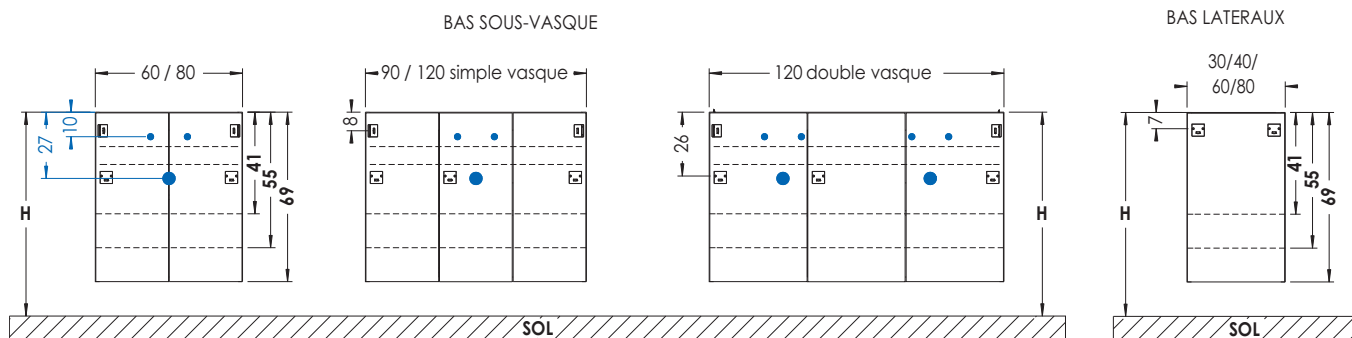 BAS SOUS-VASQUE
BAS LATERAUX
60 / 80
90 / 120 simple vasque
120 double vasque
30/40/
60/80
10
27
41
55
69
8
26
7
41
55
69
H
H
H
SOL
SOL